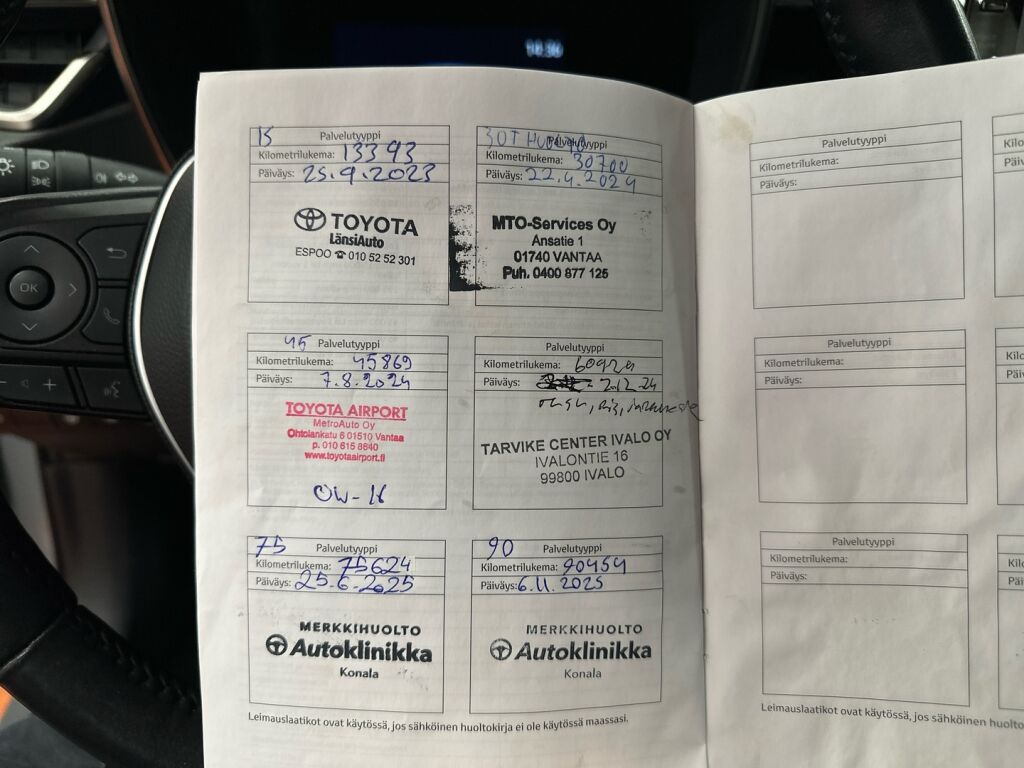 15 Palvelutyyppi
Kilometrilukema: 13393
Päiväys: 25.9.2023
TOYOTA
LänsiAuto
ESPOO ☎ 010 52 52 301
30T HUOLTO Palvelutyyppi
Kilometrilukema: 30700
Päiväys: 22.4.2024
MTO-Services Oy
Ansatie 1
01740 VANTAA
Puh. 0400 877 125
45 Palvelutyyppi
Kilometrilukema: 45869
Päiväys: 7.8.2024
TOYOTA AIRPORT
MetroAuto Oy
Ohtolankatu 6 01510 Vantaa
p. 010 615 8640
www.toyotaairport.fi
OW-16
Palvelutyyppi
Kilometrilukema: 60929
Päiväys: 2.12.24
TARVIKE CENTER IVALO OY
IVALONTIE 16
99800 IVALO
75 Palvelutyyppi
Kilometrilukema: 75624
Päiväys: 25.6.2025
MERKKIHUOLTO
Autoklinikka
Konala
90 Palvelutyyppi
Kilometrilukema: 90454
Päiväys: 6.11.2025
MERKKIHUOLTO
Autoklinikka
Konala
Leimauslaatikot ovat käytössä, jos sähköinen huoltokirja ei ole käytössä maassasi.
Palvelutyyppi
Kilometrilukema:
Päiväys:
Palvelutyyppi
Kilometrilukema:
Päiväys:
Palvelutyyppi
Kilometrilukema:
Päiväys:
Leimauslaatikot ovat käytössä, jos sähköinen
OK